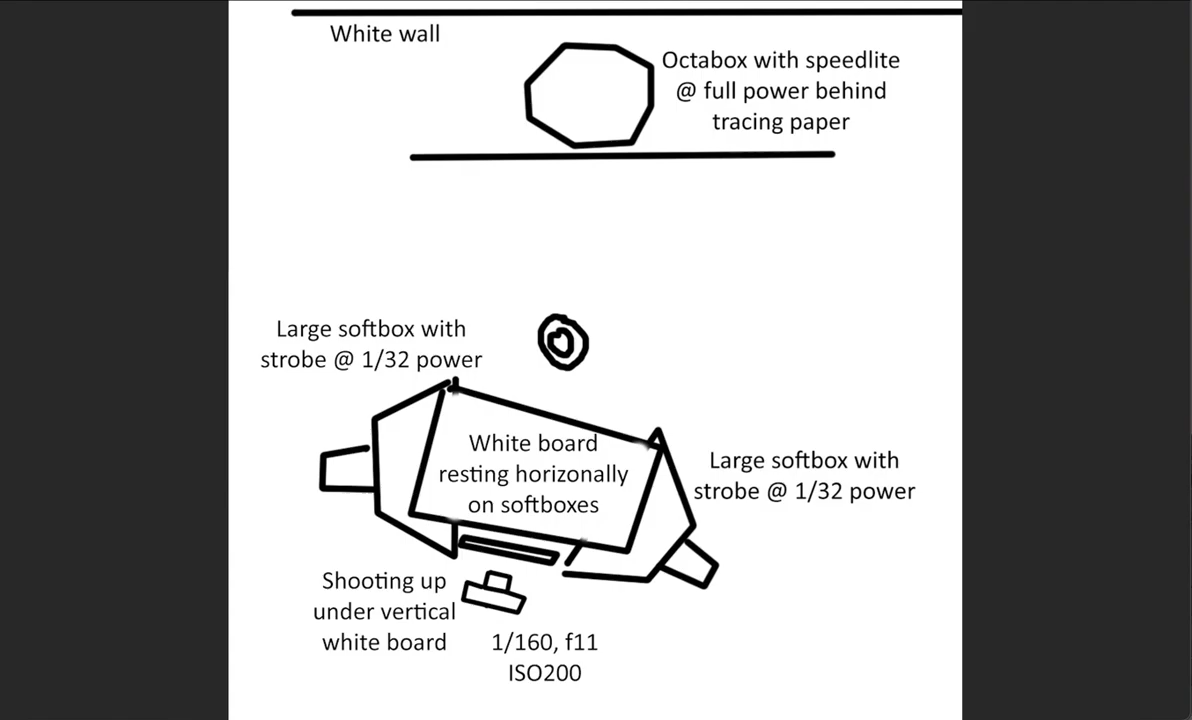 White wall
Octabox with speedlite
@ full power behind
tracing paper
Large softbox with
strobe @ 1/32 power
White board
resting horizonally
on softboxes
Large softbox with
strobe @ 1/32 power
Shooting up
under vertical
white board
1/160, f11
ISO200